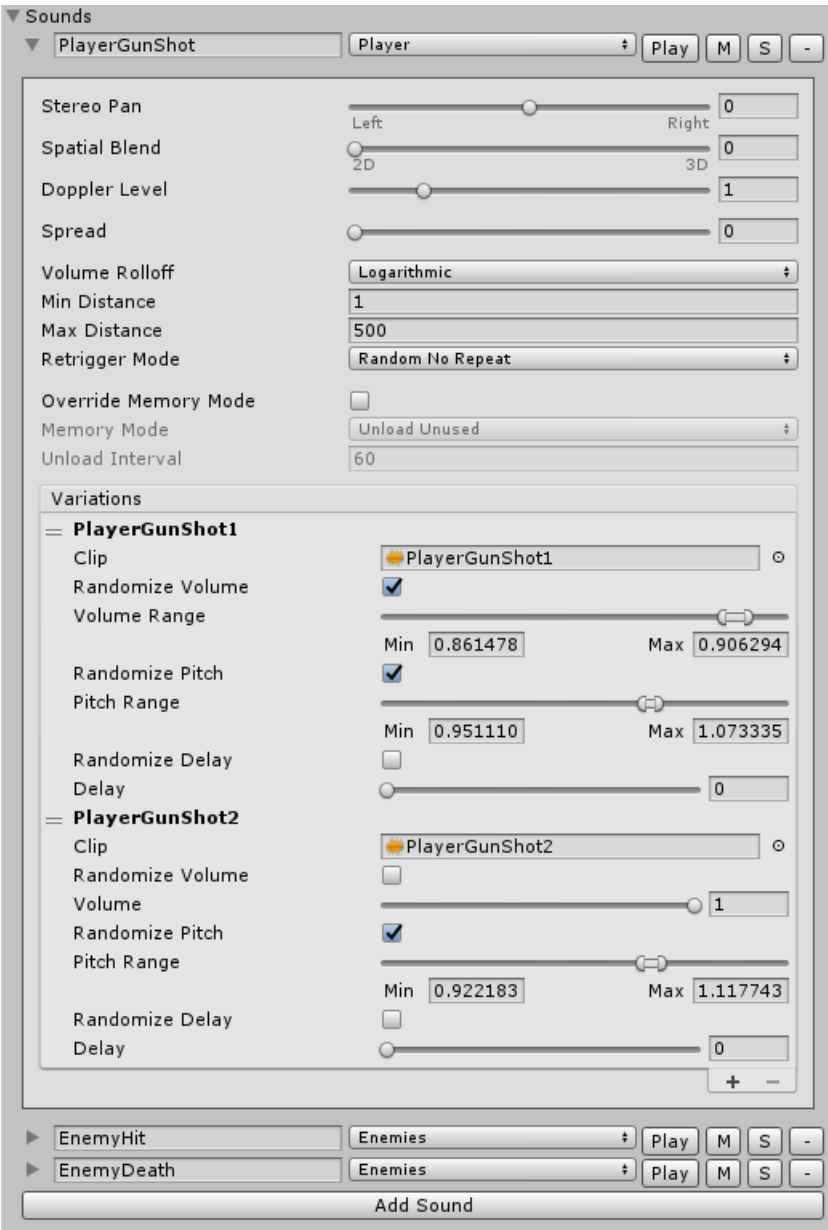 Sounds
PlayerGunShot Player Play M S -
Stereo Pan 0
Left Right
Spatial Blend 0
2D 3D
Doppler Level 1
Spread 0
Volume Rolloff Logarithmic
Min Distance 1
Max Distance 500
Retrigger Mode Random No Repeat
Override Memory Mode
Memory Mode Unload Unused
Unload Interval 60
Variations
PlayerGunShot1
Clip PlayerGunShot1
Randomize Volume
Volume Range
Min 0.861478 Max 0.906294
Randomize Pitch
Pitch Range
Min 0.951110 Max 1.073335
Randomize Delay
Delay 0
PlayerGunShot2
Clip PlayerGunShot2
Randomize Volume
Volume 1
Randomize Pitch
Pitch Range
Min 0.922183 Max 1.117743
Randomize Delay
Delay 0
+ −
EnemyHit Enemies Play M S -
EnemyDeath Enemies Play M S -
Add Sound